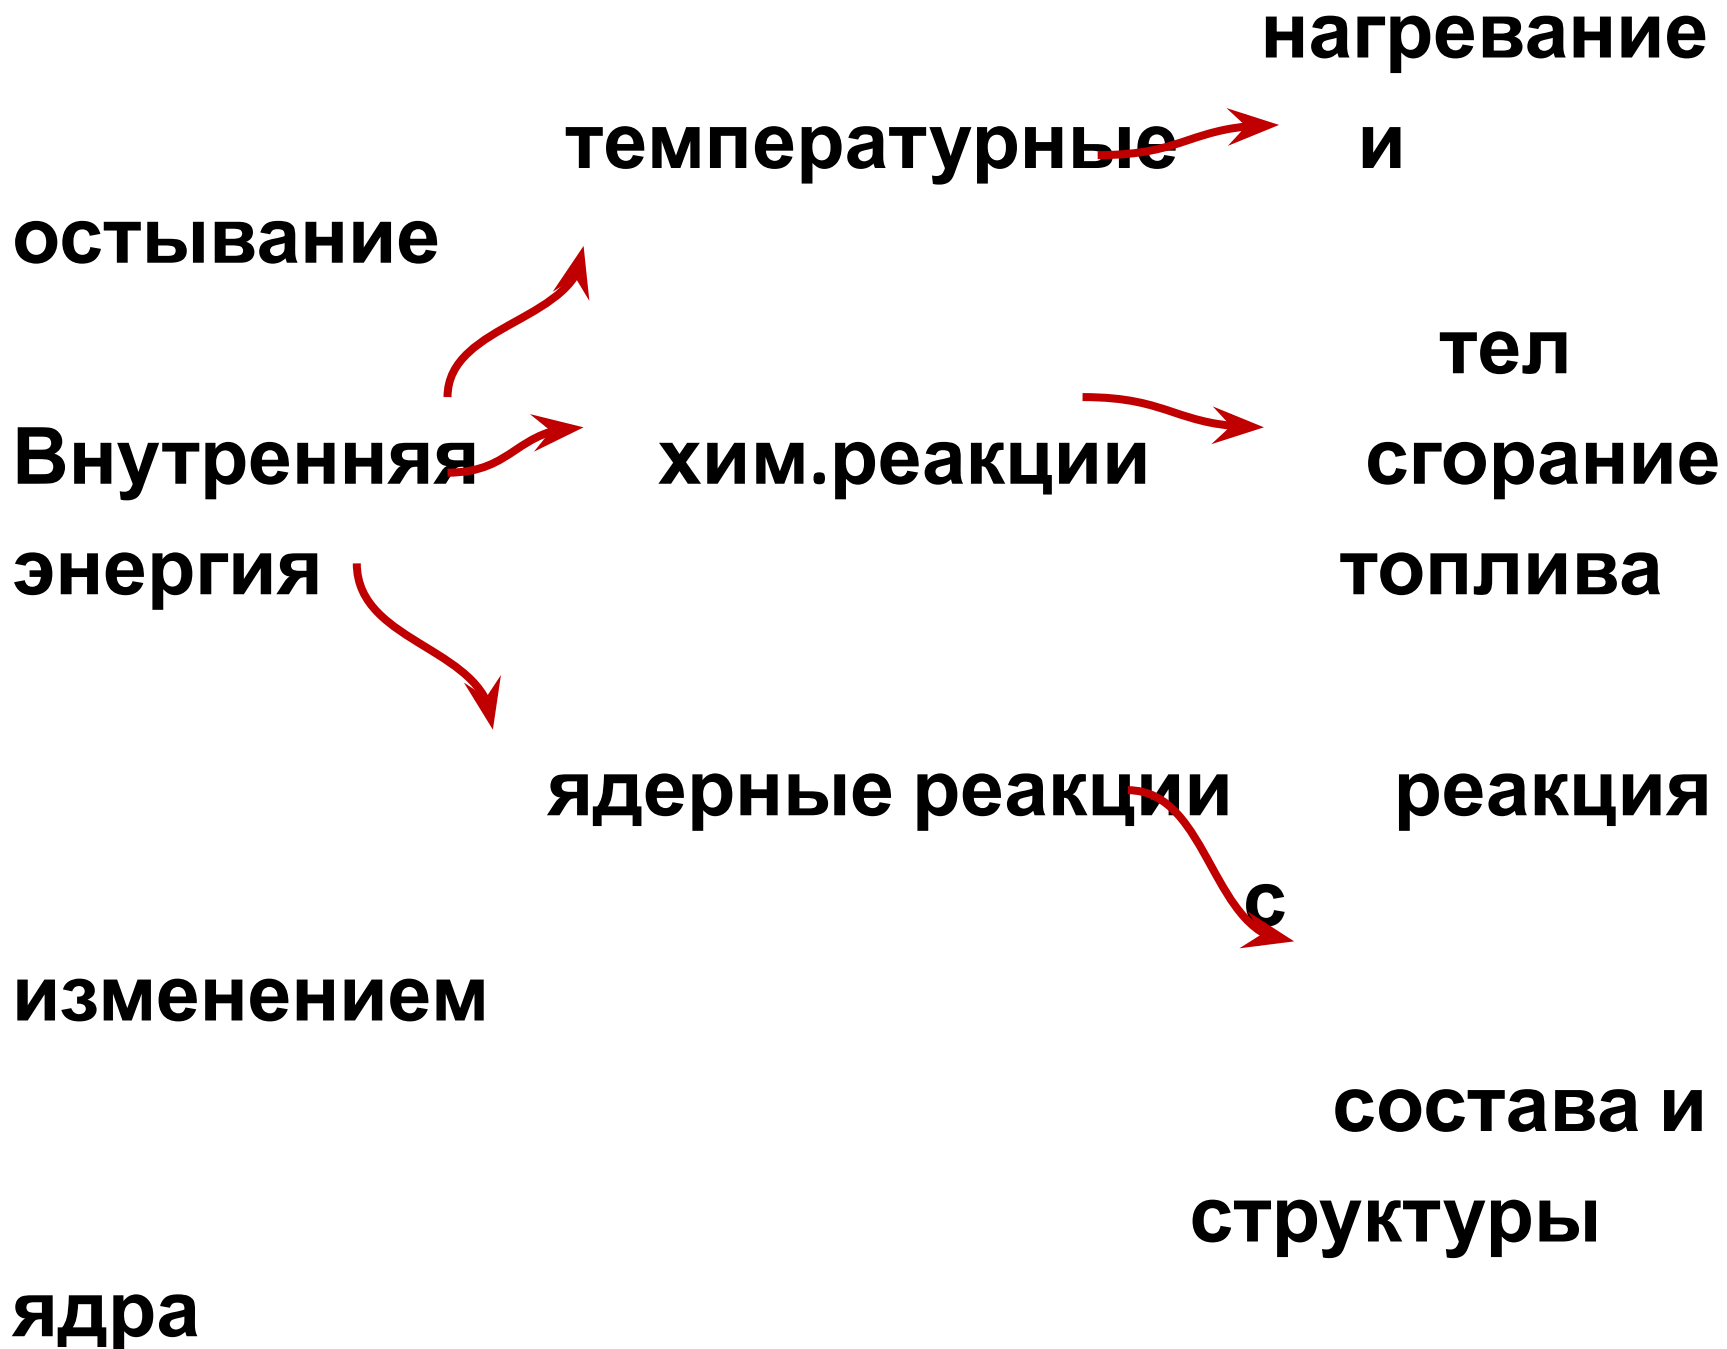 нагревание
температурные и
остывание
тел
Внутренняя хим.реакции сгорание
энергия топлива
ядерные реакции реакция
с
изменением
состава и
структуры
ядра